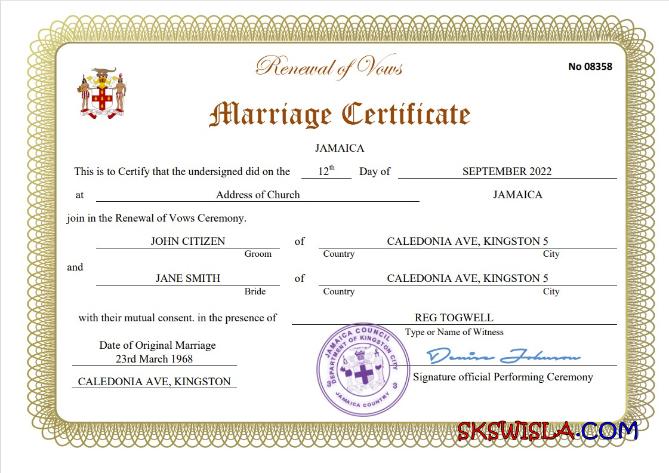 Renewal of Vows
No 08358
Marriage Certificate
JAMAICA
This is to Certify that the undersigned did on the 12th Day of SEPTEMBER 2022
at Address of Church JAMAICA
join in the Renewal of Vows Ceremony.
JOHN CITIZEN of CALEDONIA AVE, KINGSTON 5
Groom Country City
and
JANE SMITH of CALEDONIA AVE, KINGSTON 5
Bride Country City
with their mutual consent. in the presence of REG TOGWELL
Type or Name of Witness
Date of Original Marriage
23rd March 1968
CALEDONIA AVE, KINGSTON
JAMAICA COUNCIL
DEPARTMENT OF KINGSTON CITY
JAMAICA COUNTRY
Denise Johnson
Signature official Performing Ceremony
SKSWISLA.COM